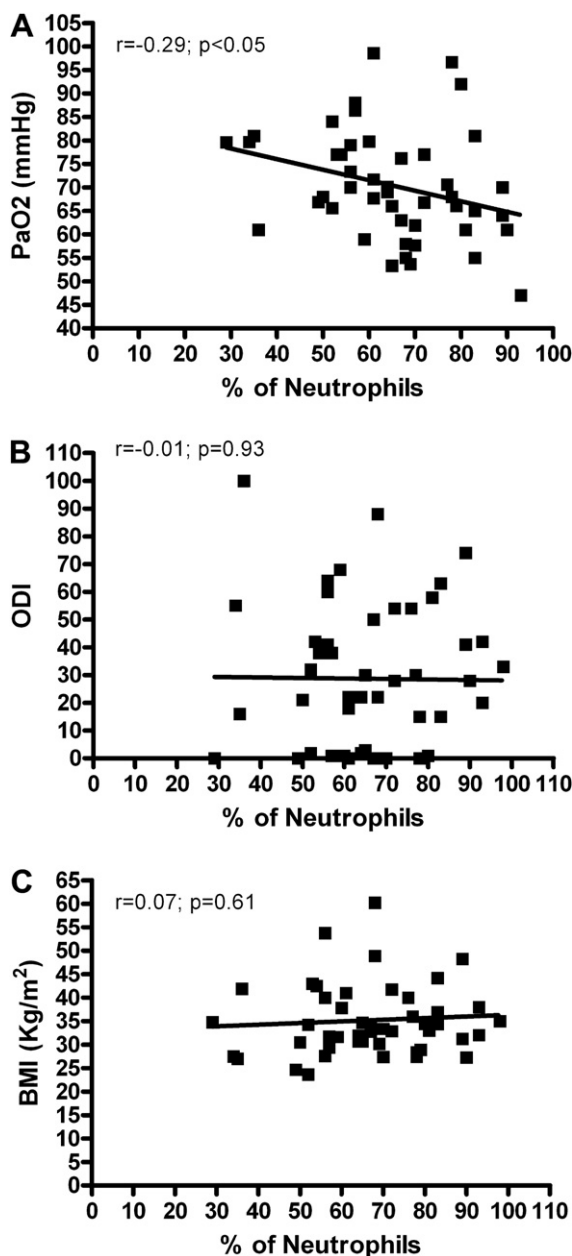 A
r=-0.29; p<0.05
PaO2 (mmHg)
105
100
95
90
85
80
75
70
65
60
55
50
45
40
0 10 20 30 40 50 60 70 80 90 100
% of Neutrophils
B
r=-0.01; p=0.93
ODI
110
100
90
80
70
60
50
40
30
20
10
0
0 10 20 30 40 50 60 70 80 90 100 110
% of Neutrophils
C
r=0.07; p=0.61
BMI (Kg/m²)
65
60
55
50
45
40
35
30
25
20
15
10
5
0
0 10 20 30 40 50 60 70 80 90 100 110
% of Neutrophils